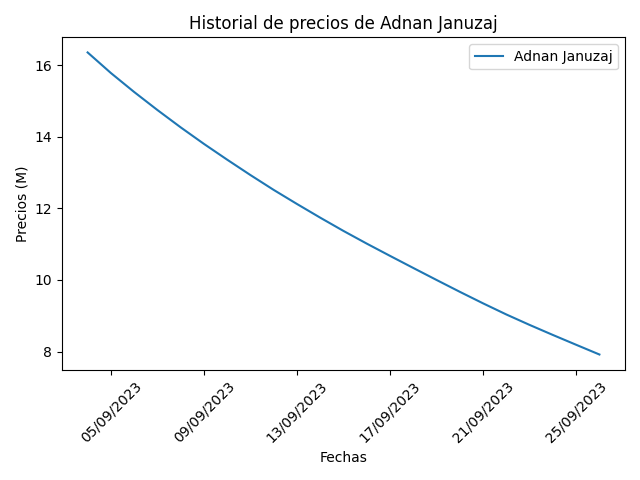 Historial de precios de Adnan Januzaj
Adnan Januzaj
Precios (M)
16
14
12
10
8
05/09/2023
09/09/2023
13/09/2023
17/09/2023
21/09/2023
25/09/2023
Fechas